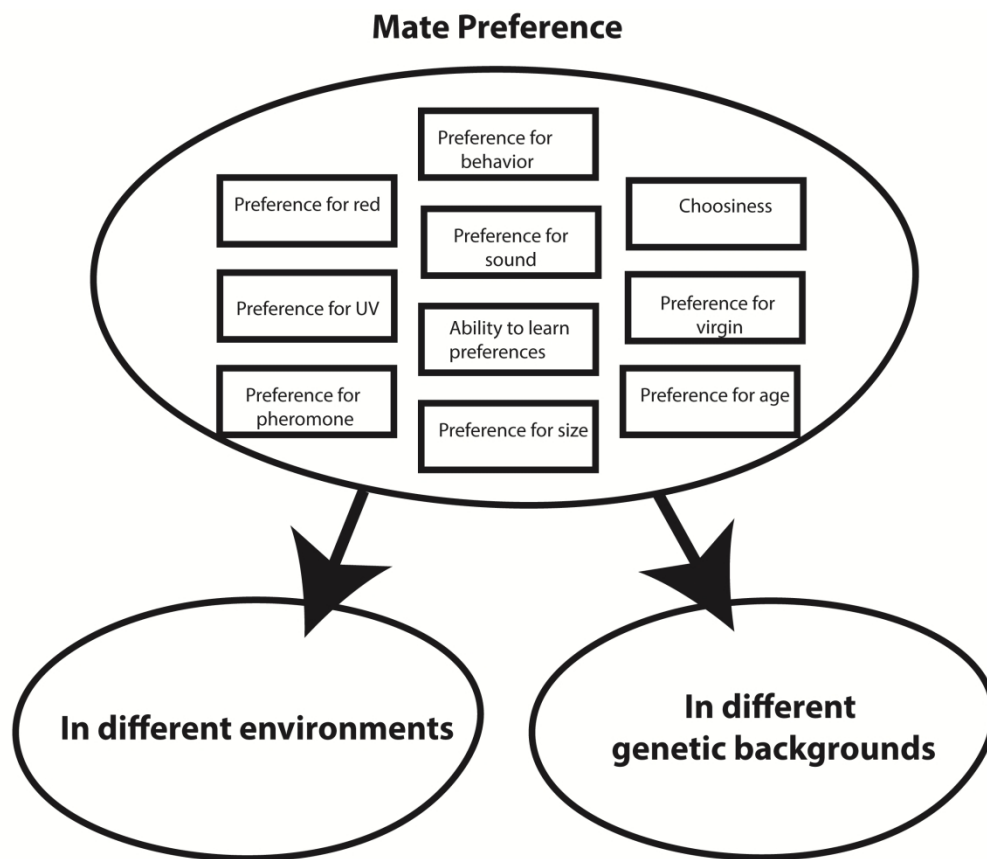 Mate Preference
Preference for
behavior
Preference for red
Choosiness
Preference for
sound
Preference for UV
Preference for
virgin
Ability to learn
preferences
Preference for
pheromone
Preference for age
Preference for size
In different environments
In different
genetic backgrounds